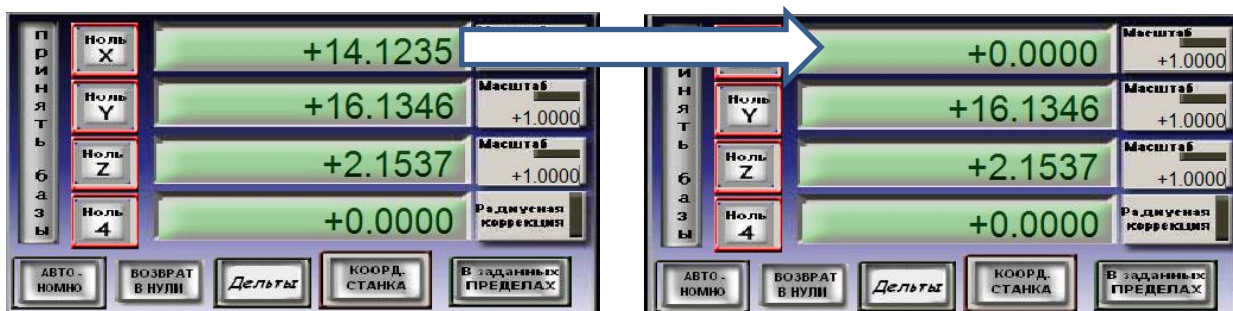 принять базы
Ноль X
+14.1235
Ноль Y
+16.1346
Масштаб
+1.0000
Ноль Z
+2.1537
Масштаб
+1.0000
Ноль 4
+0.0000
Радиусная коррекция
АВТО - НОМНО
ВОЗВРАТ В НУЛИ
Дельты
КООРД. СТАНКА
В заданных ПРЕДЕЛАХ
+0.0000
Масштаб
+1.0000
Ноль Y
+16.1346
Масштаб
+1.0000
Ноль Z
+2.1537
Масштаб
+1.0000
базы
Ноль 4
+0.0000
Радиусная коррекция
АВТО - НОМНО
ВОЗВРАТ В НУЛИ
Дельты
КООРД. СТАНКА
В заданных ПРЕДЕЛАХ